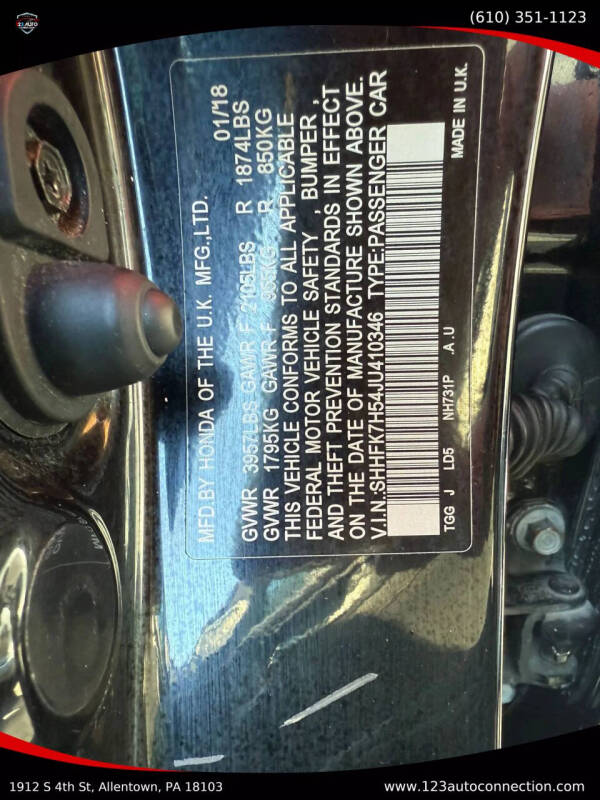 123 AUTO
(610) 351-1123
MFD.BY HONDA OF THE U.K. MFG.,LTD. 01/18
GVWR 3957LBS GAWR F 2105LBS R 1874LBS
GVWR 1795KG GAWR F 955KG R 850KG
THIS VEHICLE CONFORMS TO ALL APPLICABLE
FEDERAL MOTOR VEHICLE SAFETY , BUMPER ,
AND THEFT PREVENTION STANDARDS IN EFFECT
ON THE DATE OF MANUFACTURE SHOWN ABOVE.
V.I.N.:SHHFK7H54JU410346 TYPE:PASSENGER CAR
TGG J LD5 NH731P .A.U MADE IN U.K.
1912 S 4th St, Allentown, PA 18103
www.123autoconnection.com